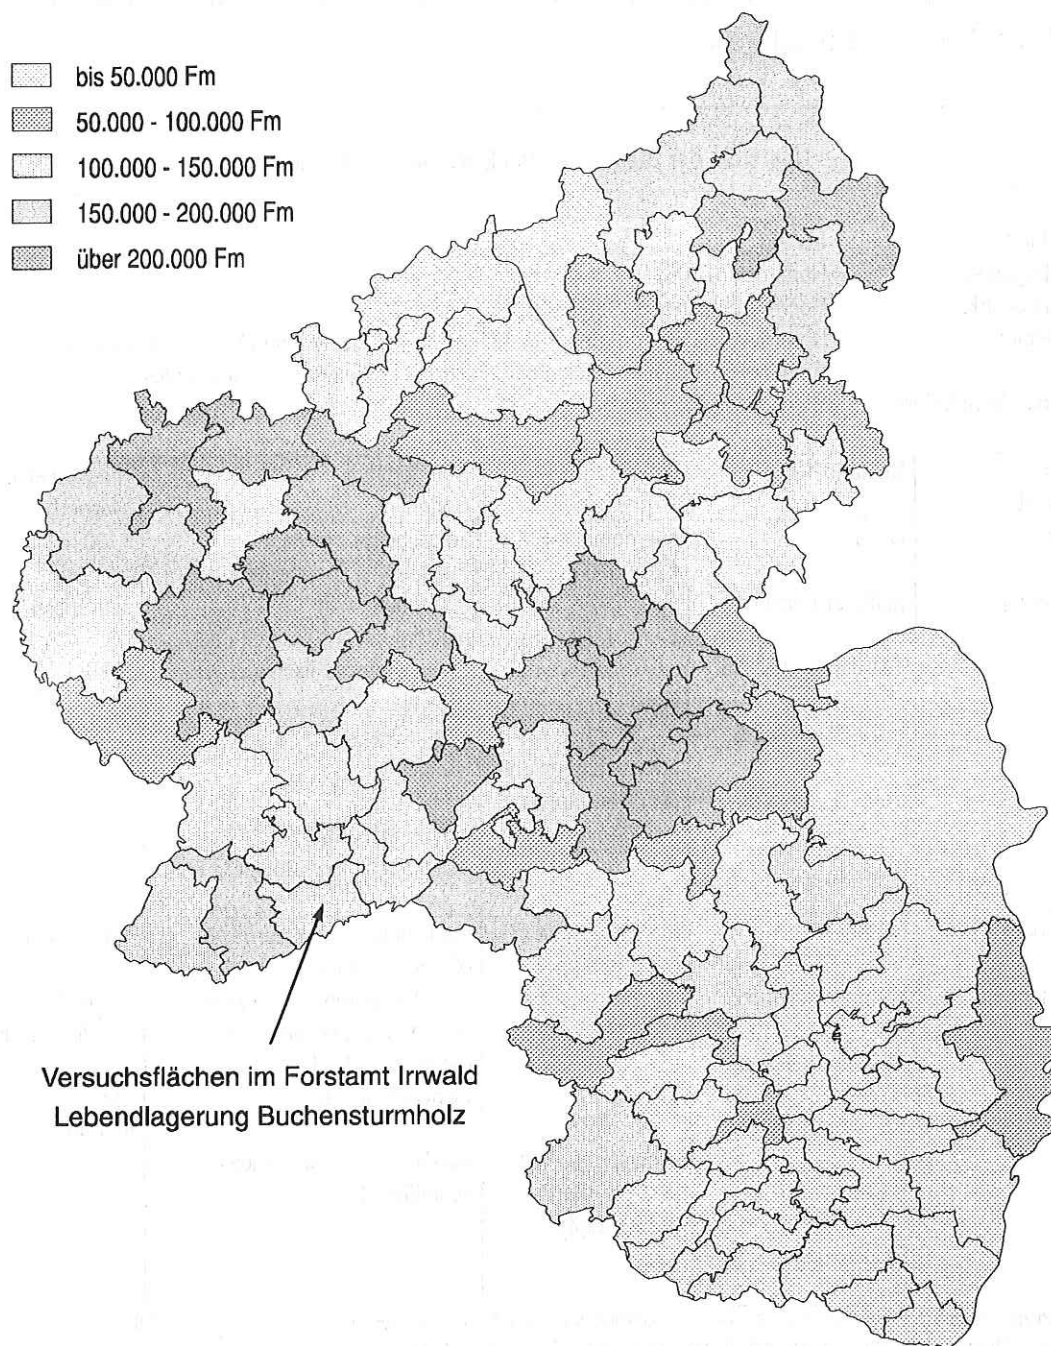 bis 50.000 Fm
50.000 - 100.000 Fm
100.000 - 150.000 Fm
150.000 - 200.000 Fm
über 200.000 Fm
Versuchsflächen im Forstamt Irrwald
Lebendlagerung Buchensturmholz